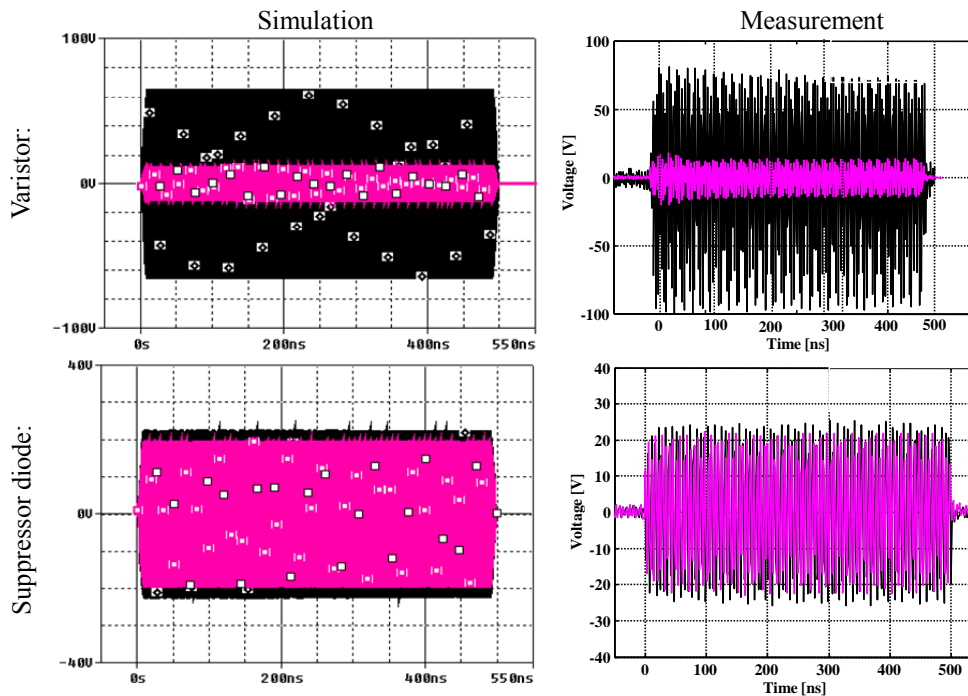 Simulation
Measurement
Varistor:
100V
0V
-100V
0s
200ns
400ns
550ns
Voltage [V]
100
50
0
-50
-100
0
100
200
300
400
500
Time [ns]
Suppressor diode:
40V
0V
-40V
0s
200ns
400ns
550ns
Voltage [V]
40
30
20
10
0
-10
-20
-30
-40
0
100
200
300
400
500
Time [ns]